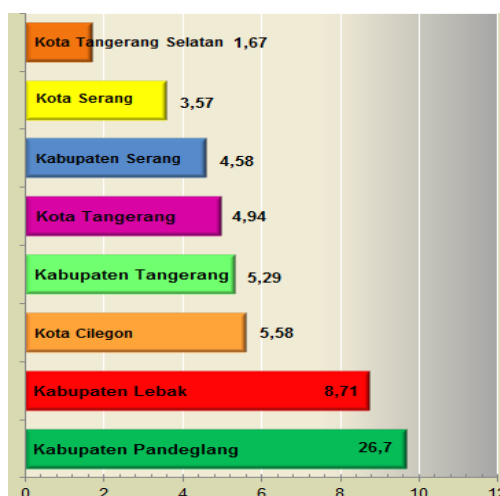 Kota Tangerang Selatan 1,67
Kota Serang 3,57
Kabupaten Serang 4,58
Kota Tangerang 4,94
Kabupaten Tangerang 5,29
Kota Cilegon 5,58
Kabupaten Lebak 8,71
Kabupaten Pandeglang 26,7
0 2 4 6 8 10 12